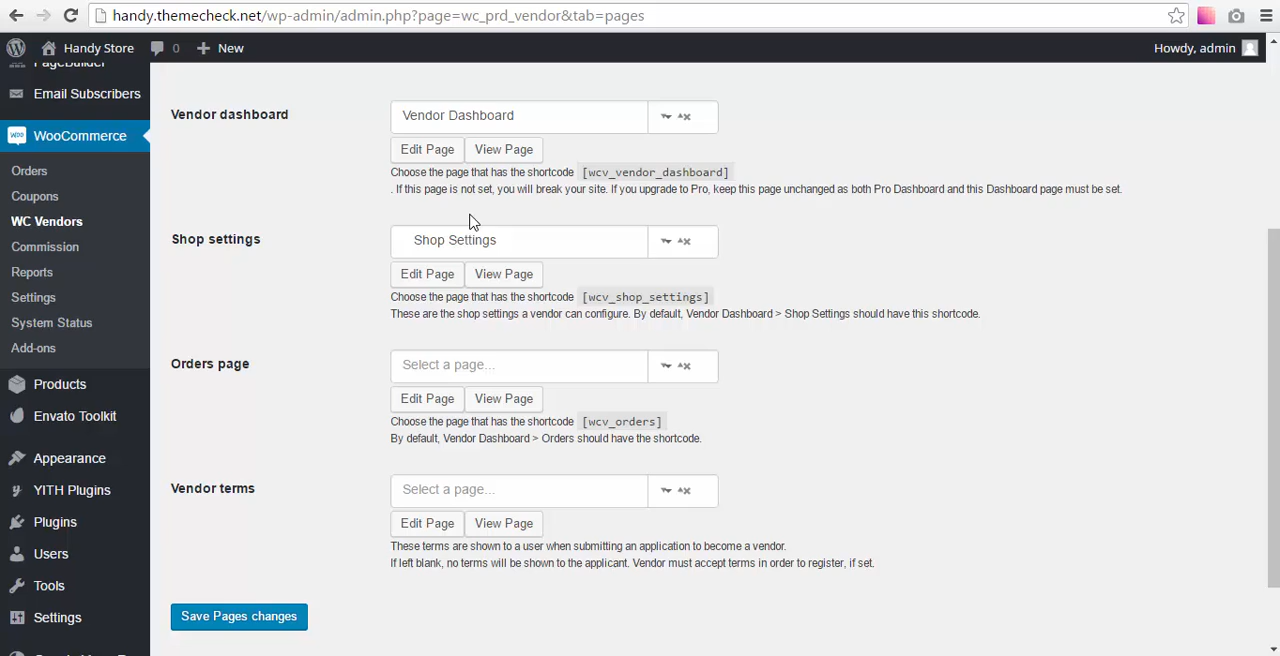 handy.themecheck.net/wp-admin/admin.php?page=wc_prd_vendor&tab=pages
Handy Store 0 New Howdy, admin
PageBuilder
Email Subscribers
WooCommerce
Orders
Coupons
WC Vendors
Commission
Reports
Settings
System Status
Add-ons
Products
Envato Toolkit
Appearance
YITH Plugins
Plugins
Users
Tools
Settings
Vendor dashboard
Vendor Dashboard
Edit Page View Page
Choose the page that has the shortcode [wcv_vendor_dashboard]
. If this page is not set, you will break your site. If you upgrade to Pro, keep this page unchanged as both Pro Dashboard and this Dashboard page must be set.
Shop settings
Shop Settings
Edit Page View Page
Choose the page that has the shortcode [wcv_shop_settings]
These are the shop settings a vendor can configure. By default, Vendor Dashboard > Shop Settings should have this shortcode.
Orders page
Select a page...
Edit Page View Page
Choose the page that has the shortcode [wcv_orders]
By default, Vendor Dashboard > Orders should have the shortcode.
Vendor terms
Select a page...
Edit Page View Page
These terms are shown to a user when submitting an application to become a vendor.
If left blank, no terms will be shown to the applicant. Vendor must accept terms in order to register, if set.
Save Pages changes